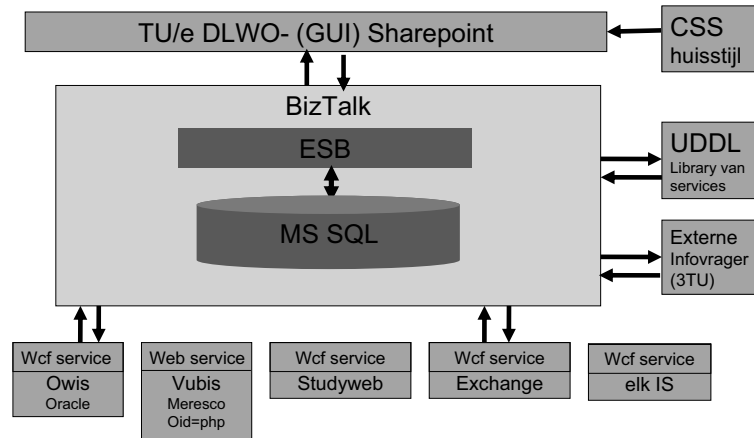 TU/e DLWO- (GUI) Sharepoint
CSS
huisstijl
BizTalk
ESB
MS SQL
UDDL
Library van
services
Externe
Infovrager
(3TU)
Wcf service
Owis
Oracle
Web service
Vubis
Meresco
Oid=php
Wcf service
Studyweb
Wcf service
Exchange
Wcf service
elk IS